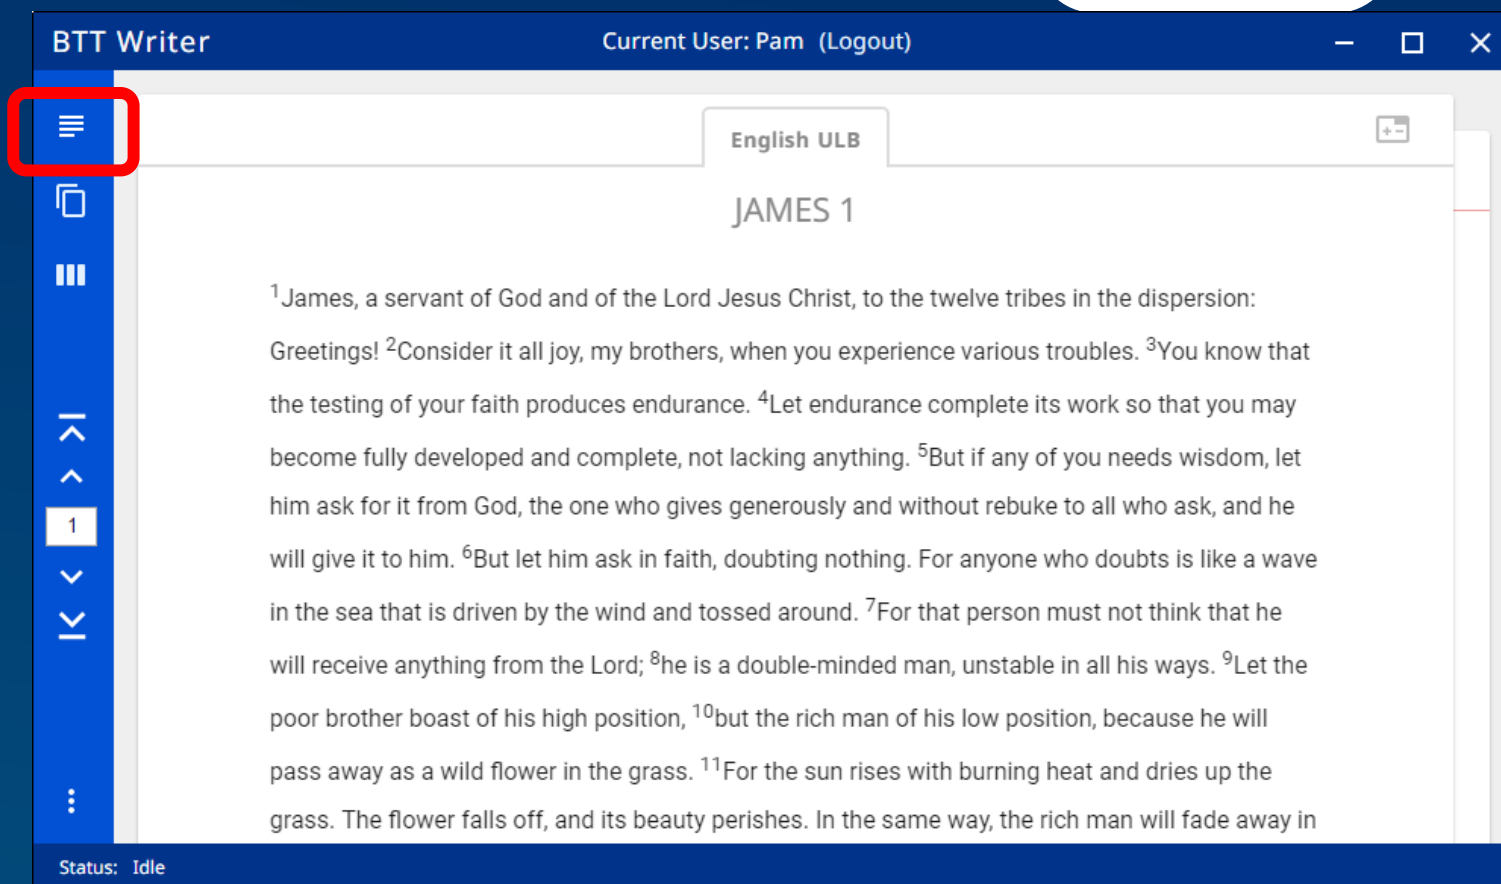 BTT Writer
Current User: Pam (Logout)
English ULB
JAMES 1
1James, a servant of God and of the Lord Jesus Christ, to the twelve tribes in the dispersion:
Greetings! 2Consider it all joy, my brothers, when you experience various troubles. 3You know that
the testing of your faith produces endurance. 4Let endurance complete its work so that you may
become fully developed and complete, not lacking anything. 5But if any of you needs wisdom, let
him ask for it from God, the one who gives generously and without rebuke to all who ask, and he
will give it to him. 6But let him ask in faith, doubting nothing. For anyone who doubts is like a wave
in the sea that is driven by the wind and tossed around. 7For that person must not think that he
will receive anything from the Lord; 8he is a double-minded man, unstable in all his ways. 9Let the
poor brother boast of his high position, 10but the rich man of his low position, because he will
pass away as a wild flower in the grass. 11For the sun rises with burning heat and dries up the
grass. The flower falls off, and its beauty perishes. In the same way, the rich man will fade away in
1
Status: Idle